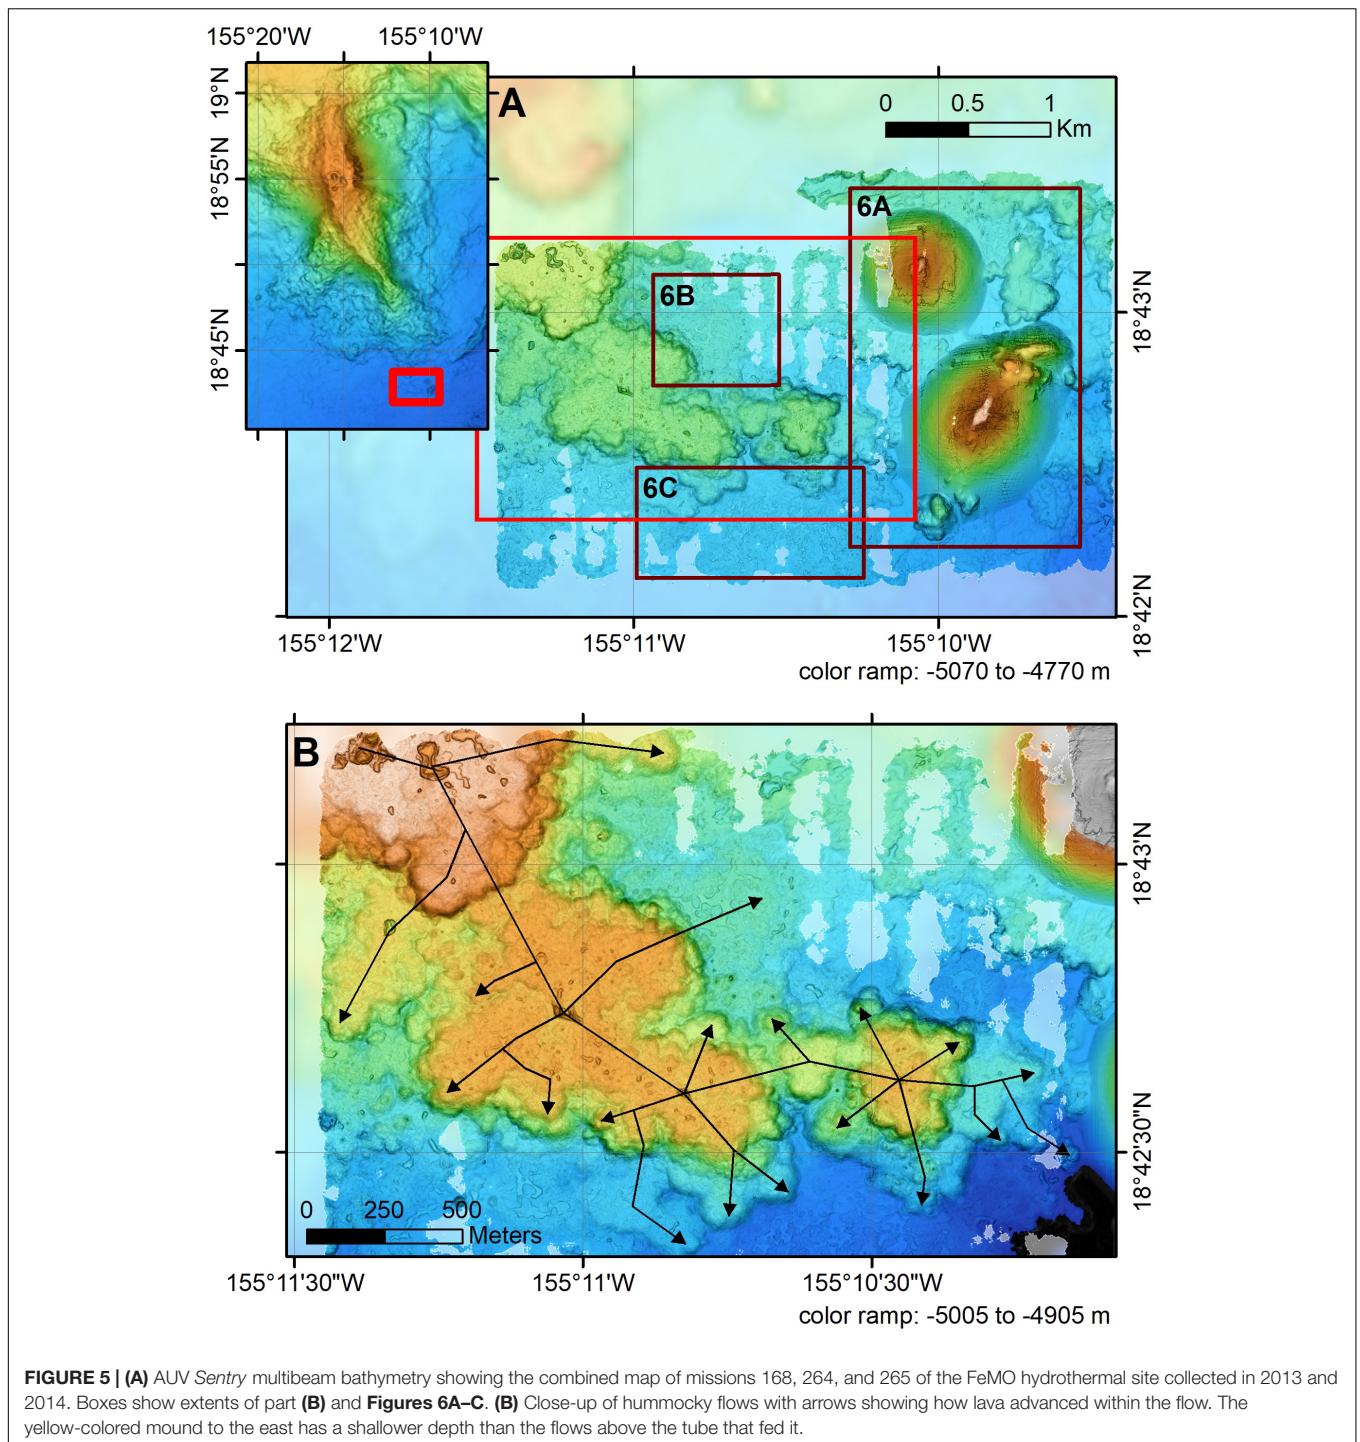 155°20'W 155°10'W
19°N
18°55'N
18°45'N
A
0 0.5 1
Km
6A
6B
6C
18°43'N
18°42'N
155°12'W 155°11'W 155°10'W
color ramp: -5070 to -4770 m
B
18°43'N
18°42'30"N
0 250 500
Meters
155°11'30"W 155°11'W 155°10'30"W
color ramp: -5005 to -4905 m
FIGURE 5 | (A) AUV Sentry multibeam bathymetry showing the combined map of missions 168, 264, and 265 of the FeMO hydrothermal site collected in 2013 and
2014. Boxes show extents of part (B) and Figures 6A–C. (B) Close-up of hummocky flows with arrows showing how lava advanced within the flow. The
yellow-colored mound to the east has a shallower depth than the flows above the tube that fed it.